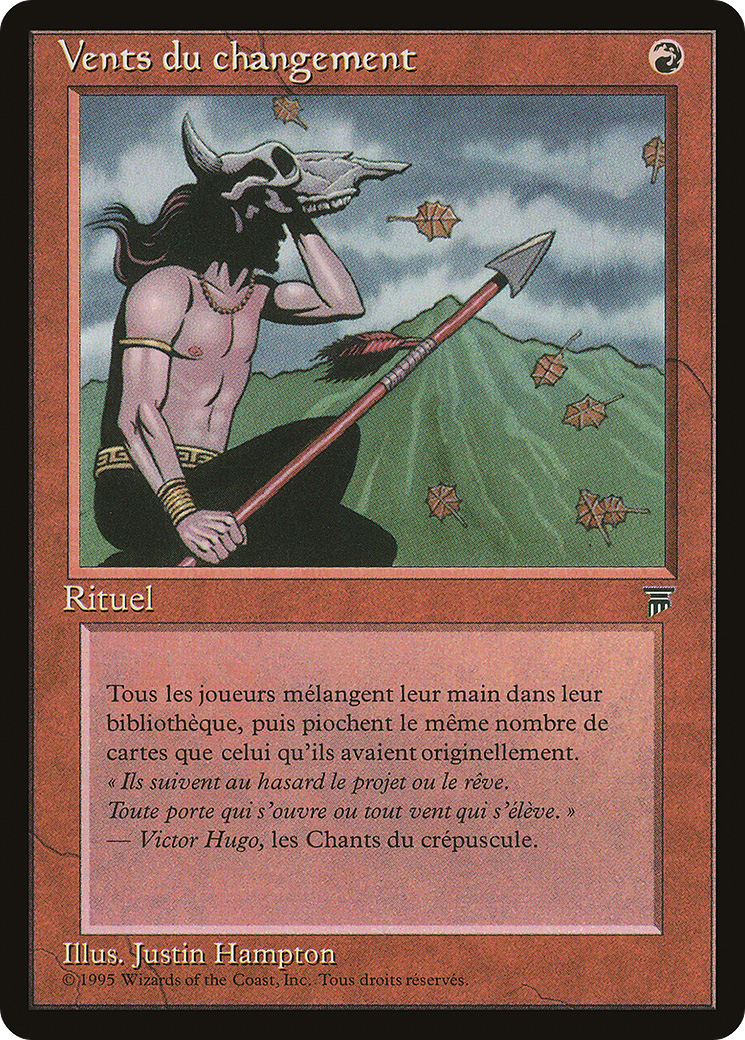 Vents du changement
Rituel
Tous les joueurs mélangent leur main dans leur
bibliothèque, puis piochent le même nombre de
cartes que celui qu'ils avaient originellement.
« Ils suivent au hasard le projet ou le rêve.
Toute porte qui s'ouvre ou tout vent qui s'élève. »
— Victor Hugo, les Chants du crépuscule.
Illus. Justin Hampton
© 1995 Wizards of the Coast, Inc. Tous droits réservés.